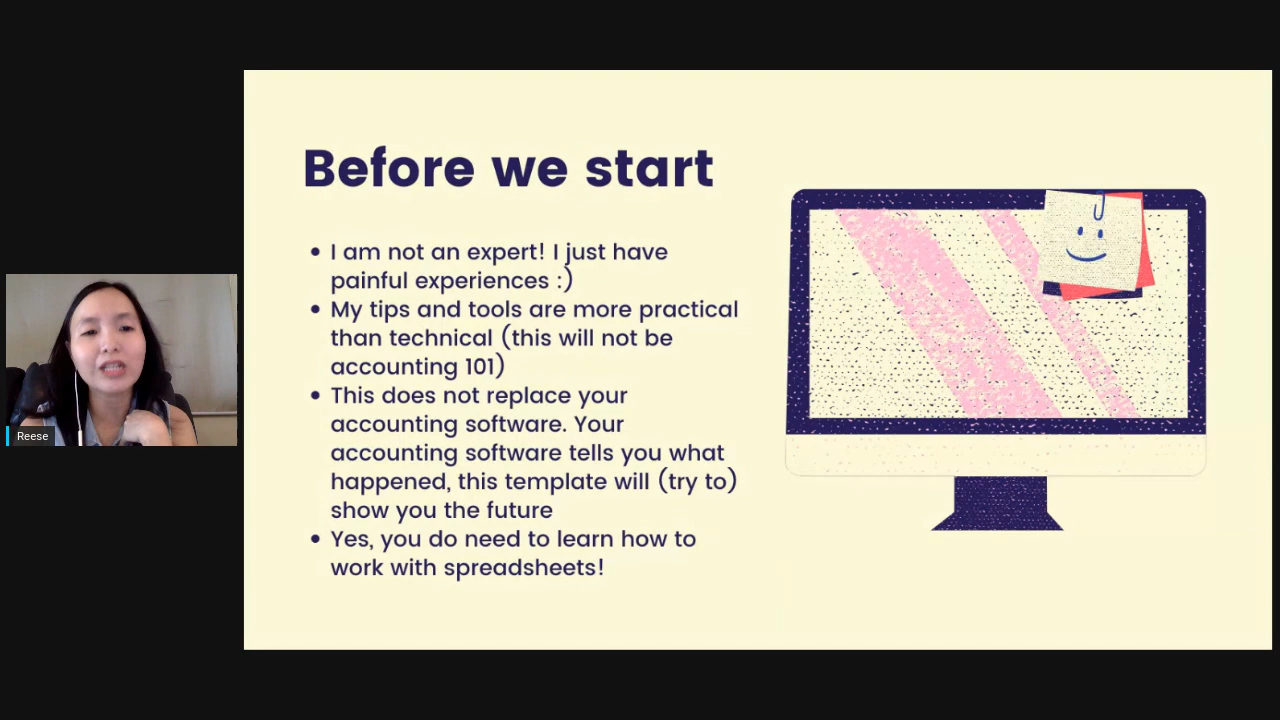 Before we start
• I am not an expert! I just have
painful experiences :)
• My tips and tools are more practical
than technical (this will not be
accounting 101)
• This does not replace your
accounting software. Your
accounting software tells you what
happened, this template will (try to)
show you the future
• Yes, you do need to learn how to
work with spreadsheets!
Reese